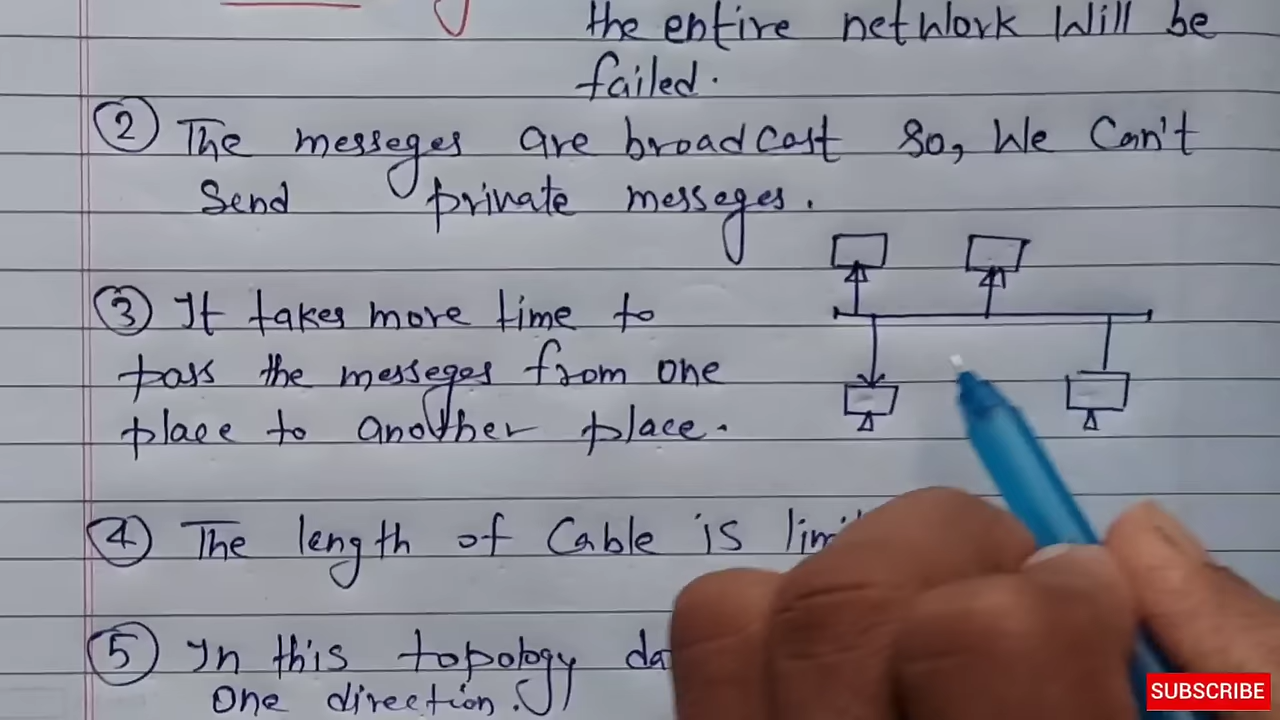 the entire network will be
failed.
② The messeges are broadcast so, we can't
Send private messeges.
③ It takes more time to
pass the messeges from one
place to another place.
④ The length of Cable is
⑤ In this topology
one direction.
SUBSCRIBE